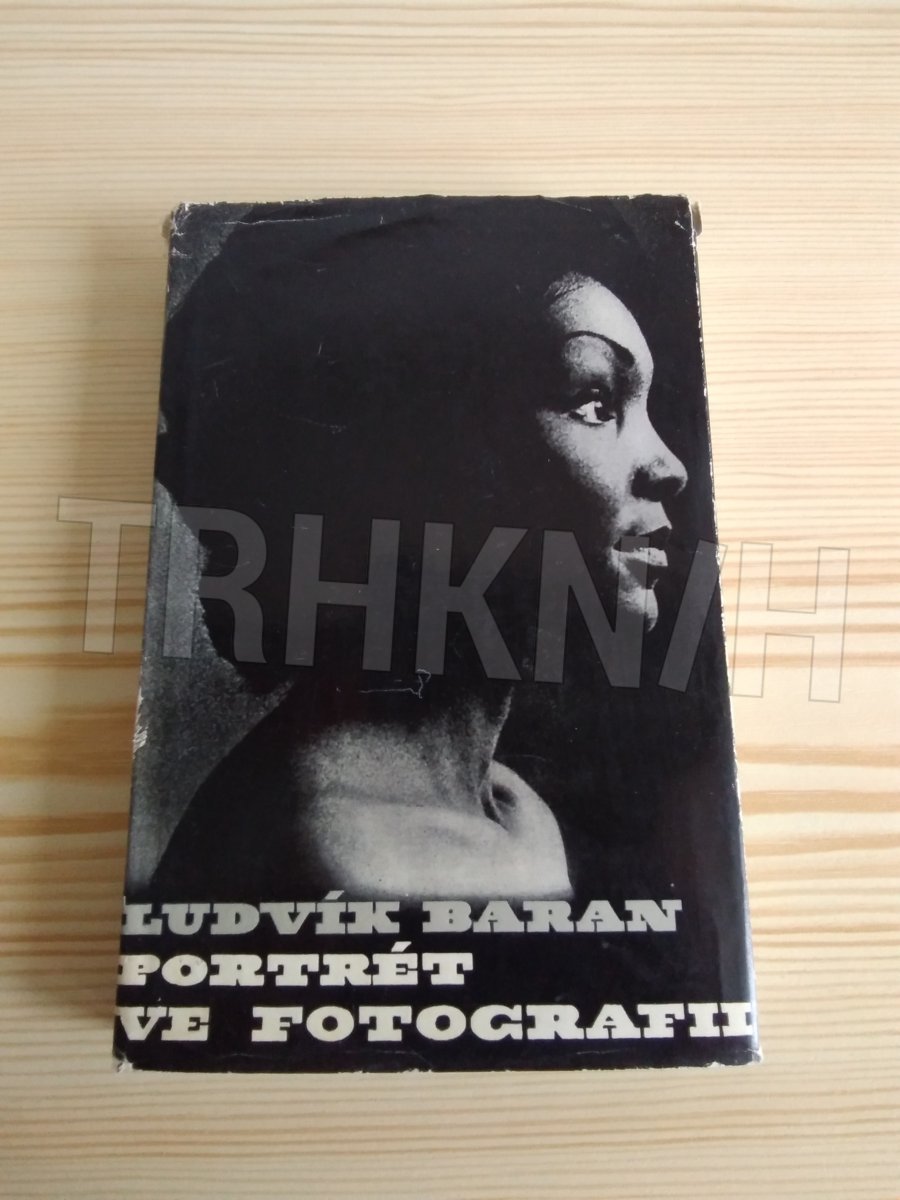 TRHKNIH
LUDVÍK BARAN
PORTRÉT
VE FOTOGRAFII